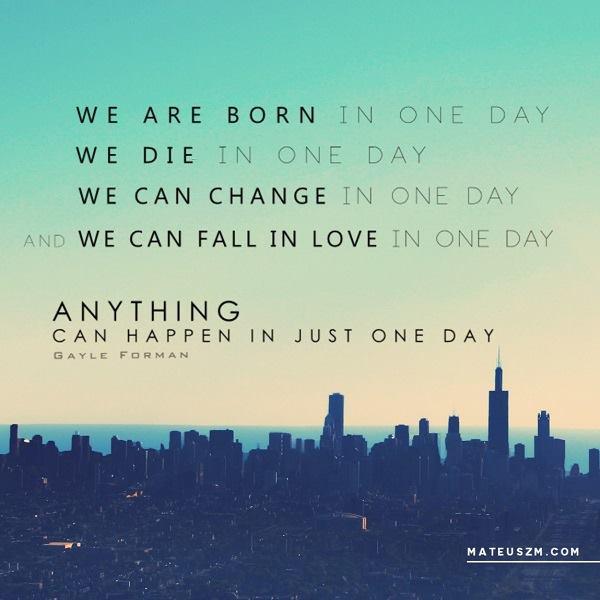 WE ARE BORN IN ONE DAY
WE DIE IN ONE DAY
WE CAN CHANGE IN ONE DAY
AND WE CAN FALL IN LOVE IN ONE DAY
ANYTHING
CAN HAPPEN IN JUST ONE DAY
GAYLE FORMAN
MATEUSZM.COM